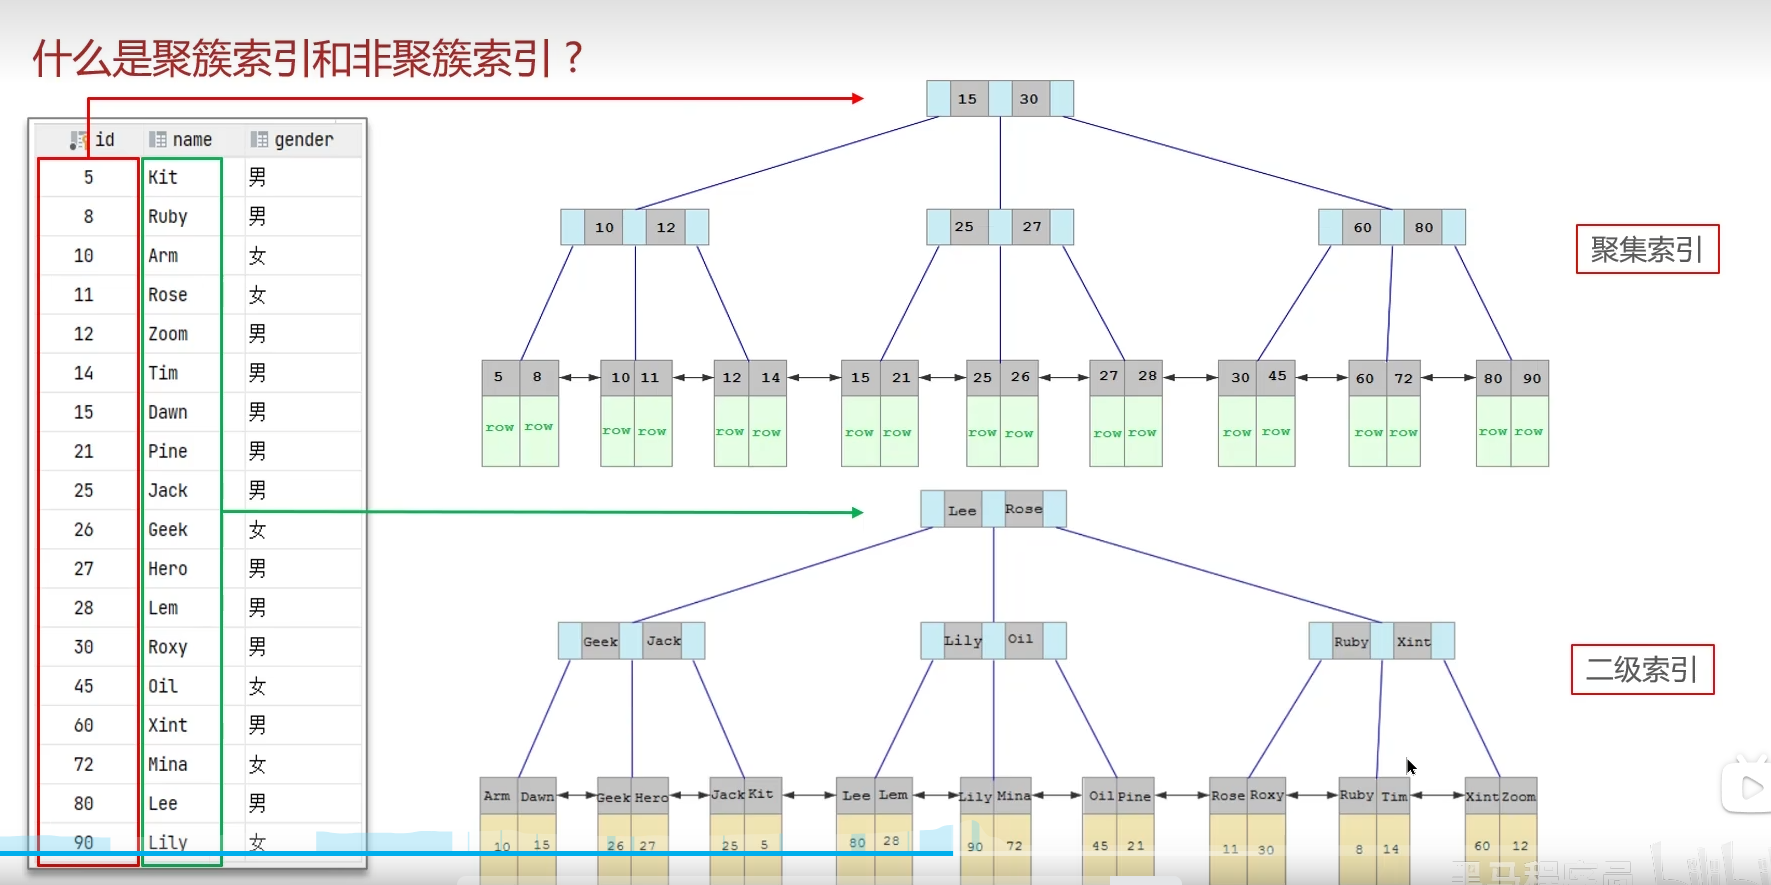 什么是聚簇索引和非聚簇索引？
id name gender
5 Kit 男
8 Ruby 男
10 Arm 女
11 Rose 女
12 Zoom 男
14 Tim 男
15 Dawn 男
21 Pine 男
25 Jack 男
26 Geek 女
27 Hero 男
28 Lem 男
30 Roxy 男
45 Oil 女
60 Xint 男
72 Mina 女
80 Lee 男
90 Lily 女
15 30
10 12 25 27 60 80
聚集索引
5 8 10 11 12 14 15 21 25 26 27 28 30 45 60 72 80 90
row row row row row row row row row row row row row row row row row row
Lee Rose
Geek Jack Lily Oil Ruby Xint
二级索引
Arm Dawn Geek Hero Jack Kit Lee Lem Lily Mina Oil Pine Rose Roxy Ruby Tim Xint Zoom
10 15 26 27 25 5 80 28 90 72 45 21 11 30 8 14 60 12
黑马程序员